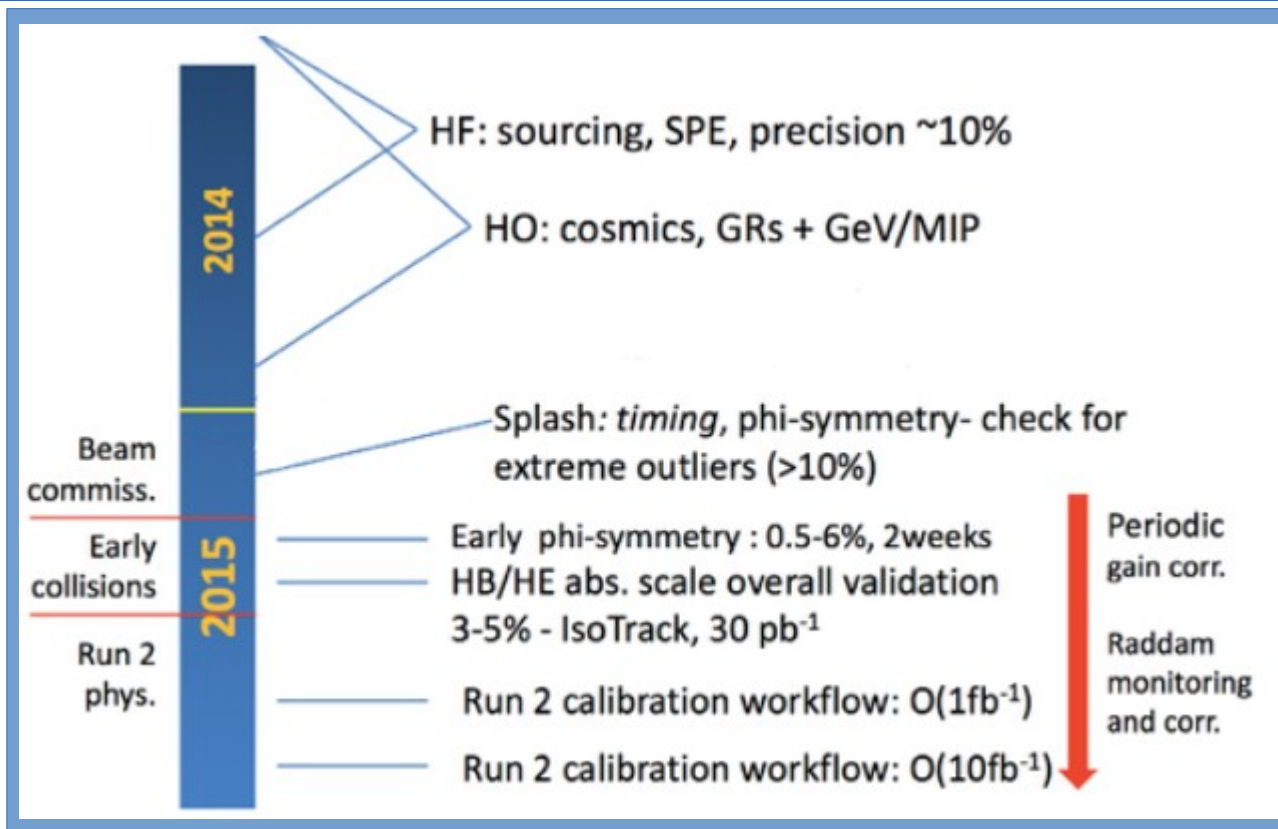 2014
HF: sourcing, SPE, precision ~10%
HO: cosmics, GRs + GeV/MIP
Splash: timing, phi-symmetry- check for
extreme outliers (>10%)
Beam
commiss.
Early
collisions
2015
Run 2
phys.
Early phi-symmetry : 0.5-6%, 2weeks
HB/HE abs. scale overall validation
3-5% - IsoTrack, 30 pb⁻¹
Run 2 calibration workflow: O(1fb⁻¹)
Run 2 calibration workflow: O(10fb⁻¹)
Periodic
gain corr.
Raddam
monitoring
and corr.